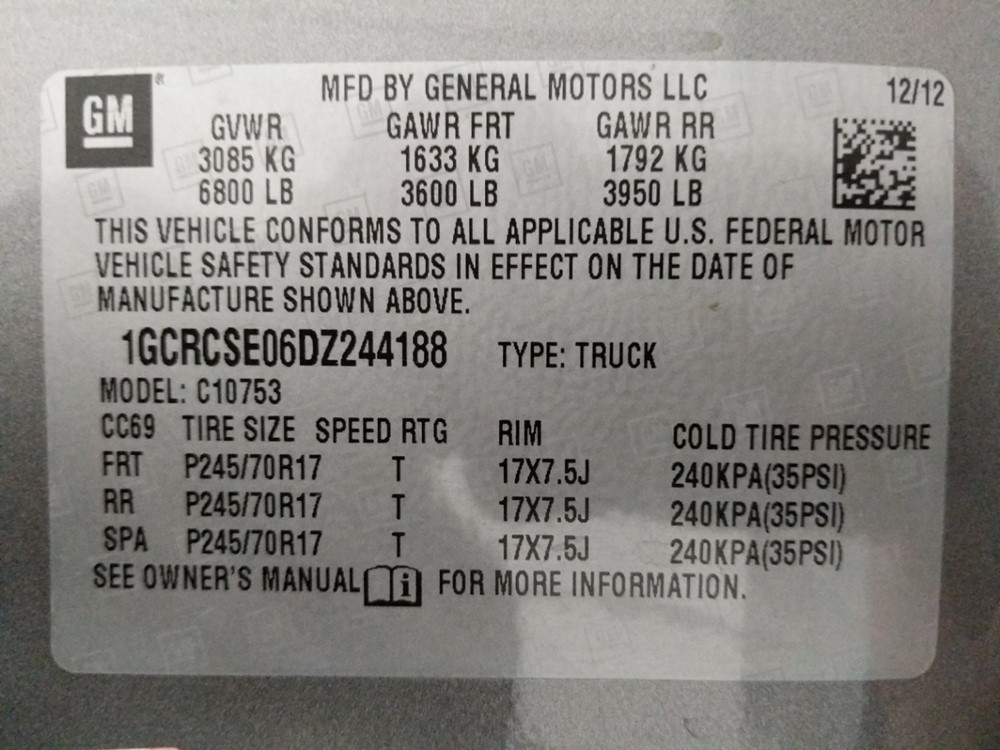 GM®
MFD BY GENERAL MOTORS LLC 12/12
GVWR GAWR FRT GAWR RR
3085 KG 1633 KG 1792 KG
6800 LB 3600 LB 3950 LB
THIS VEHICLE CONFORMS TO ALL APPLICABLE U.S. FEDERAL MOTOR
VEHICLE SAFETY STANDARDS IN EFFECT ON THE DATE OF
MANUFACTURE SHOWN ABOVE.
1GCRCSE06DZ244188 TYPE: TRUCK
MODEL: C10753
CC69 TIRE SIZE SPEED RTG RIM COLD TIRE PRESSURE
FRT P245/70R17 T 17X7.5J 240KPA(35PSI)
RR P245/70R17 T 17X7.5J 240KPA(35PSI)
SPA P245/70R17 T 17X7.5J 240KPA(35PSI)
SEE OWNER'S MANUAL i FOR MORE INFORMATION.